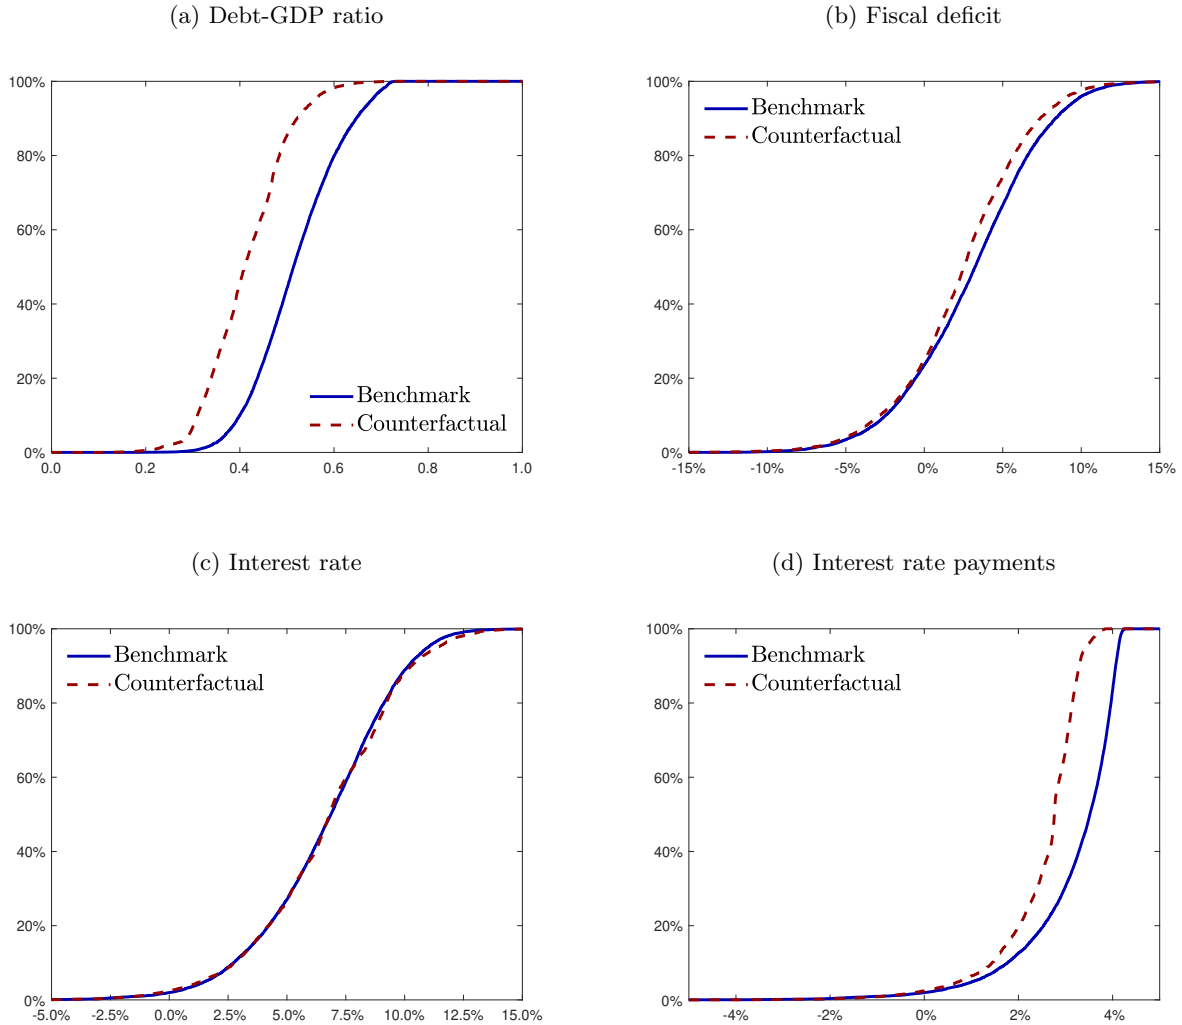 (a) Debt-GDP ratio
100%
80%
60%
40%
20%
0%
0.0 0.2 0.4 0.6 0.8 1.0
Benchmark
Counterfactual
(b) Fiscal deficit
100%
80%
60%
40%
20%
0%
-15% -10% -5% 0% 5% 10% 15%
Benchmark
Counterfactual
(c) Interest rate
100%
80%
60%
40%
20%
0%
-5.0% -2.5% 0.0% 2.5% 5.0% 7.5% 10.0% 12.5% 15.0%
Benchmark
Counterfactual
(d) Interest rate payments
100%
80%
60%
40%
20%
0%
-4% -2% 0% 2% 4%
Benchmark
Counterfactual